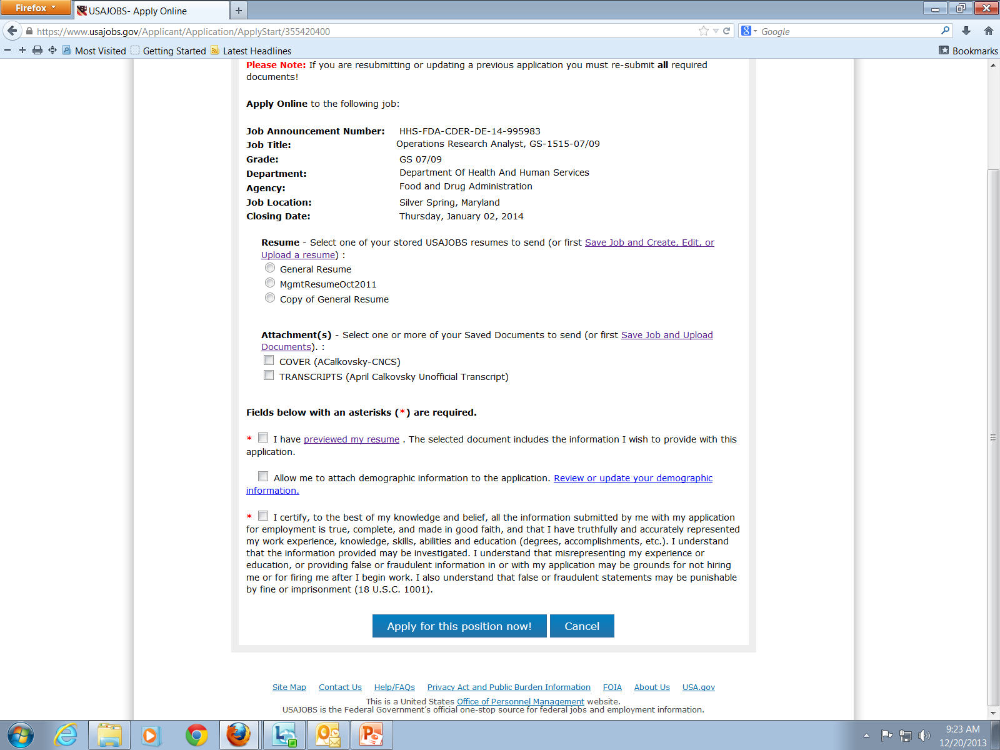 Firefox
USAJOBS- Apply Online
https://www.usajobs.gov/Applicant/Application/ApplyStart/355420400
Google
Most Visited Getting Started Latest Headlines Bookmarks
Please Note: If you are resubmitting or updating a previous application you must re-submit all required
documents!
Apply Online to the following job:
Job Announcement Number: HHS-FDA-CDER-DE-14-995983
Job Title: Operations Research Analyst, GS-1515-07/09
Grade: GS 07/09
Department: Department Of Health And Human Services
Agency: Food and Drug Administration
Job Location: Silver Spring, Maryland
Closing Date: Thursday, January 02, 2014
Resume - Select one of your stored USAJOBS resumes to send (or first Save Job and Create, Edit, or
Upload a resume) :
General Resume
MgmtResumeOct2011
Copy of General Resume
Attachment(s) - Select one or more of your Saved Documents to send (or first Save Job and Upload
Documents). :
COVER (ACalkovsky-CNCS)
TRANSCRIPTS (April Calkovsky Unofficial Transcript)
Fields below with an asterisks (*) are required.
* I have previewed my resume . The selected document includes the information I wish to provide with this
application.
Allow me to attach demographic information to the application. Review or update your demographic
information.
* I certify, to the best of my knowledge and belief, all the information submitted by me with my application
for employment is true, complete, and made in good faith, and that I have truthfully and accurately represented
my work experience, knowledge, skills, abilities and education (degrees, accomplishments, etc.). I understand
that the information provided may be investigated. I understand that misrepresenting my experience or
education, or providing false or fraudulent information in or with my application may be grounds for not hiring
me or for firing me after I begin work. I also understand that false or fraudulent statements may be punishable
by fine or imprisonment (18 U.S.C. 1001).
Apply for this position now! Cancel
Site Map Contact Us Help/FAQs Privacy Act and Public Burden Information FOIA About Us USA.gov
This is a United States Office of Personnel Management website.
USAJOBS is the Federal Government's official one-stop source for federal jobs and employment information.
9:23 AM
12/20/2013